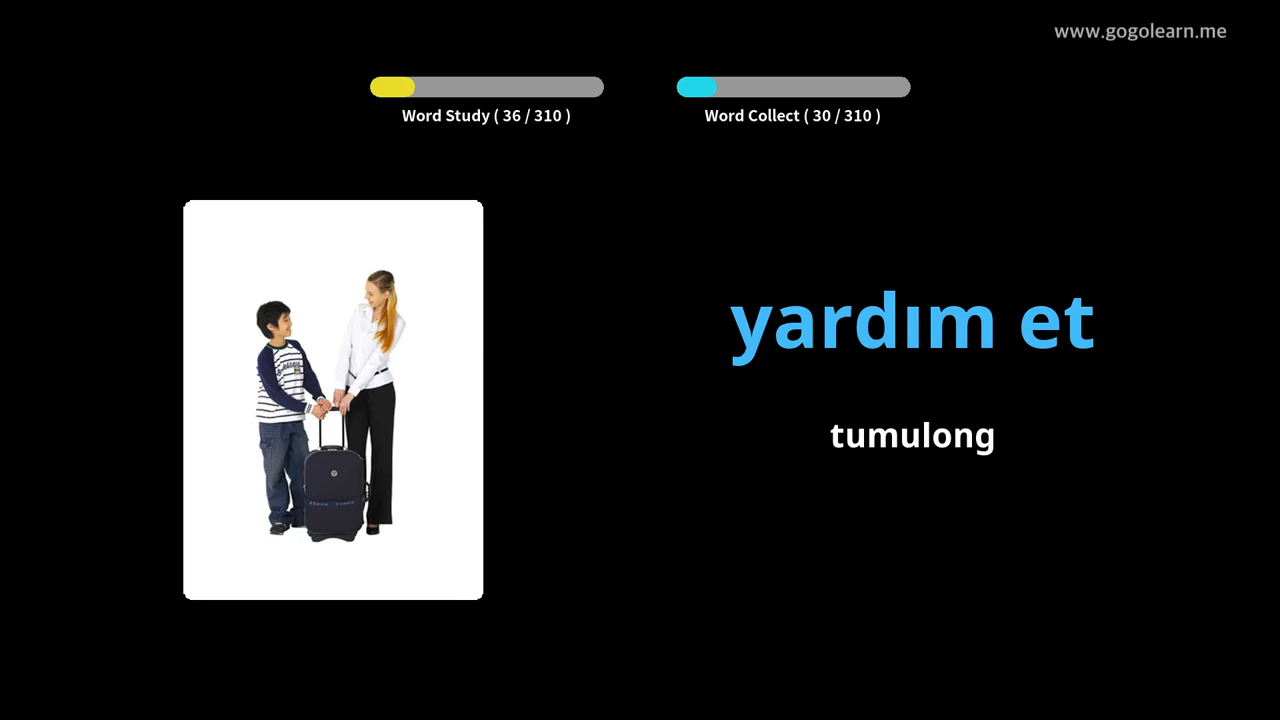 www.gogolearn.me
Word Study ( 36 / 310 )
Word Collect ( 30 / 310 )
yardım et
tumulong